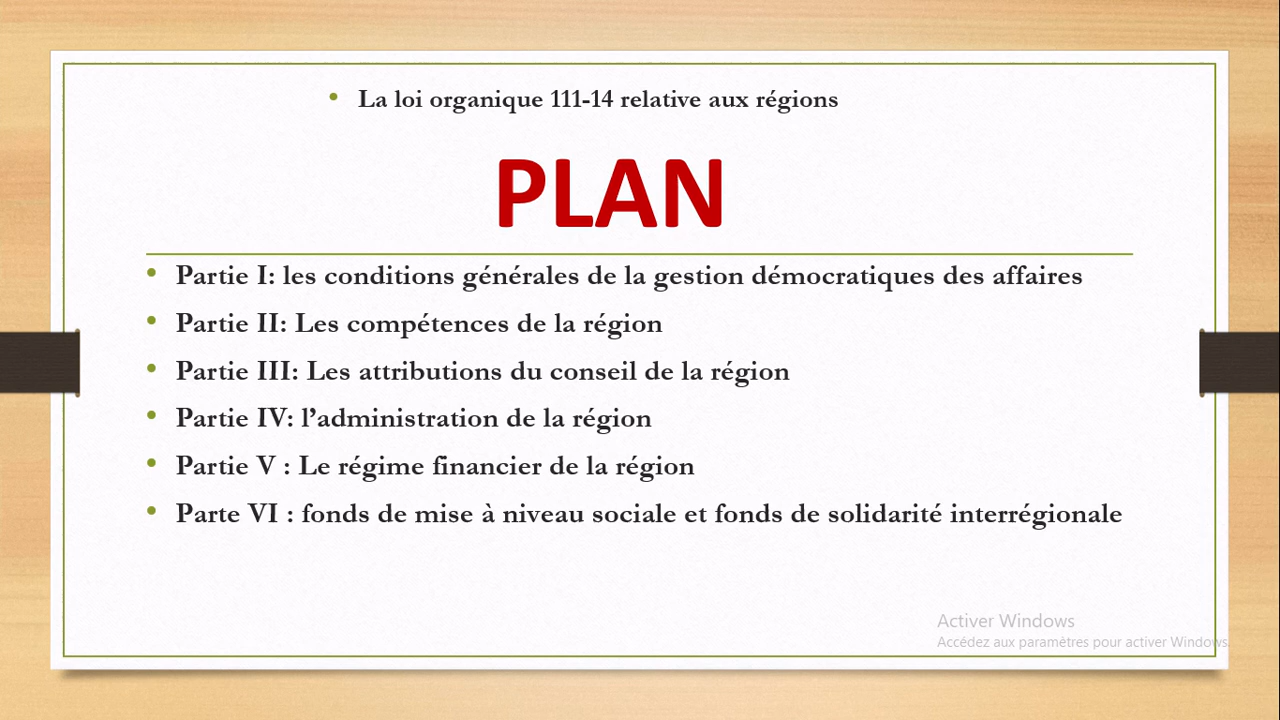 • La loi organique 111-14 relative aux régions
PLAN
• Partie I: les conditions générales de la gestion démocratiques des affaires
• Partie II: Les compétences de la région
• Partie III: Les attributions du conseil de la région
• Partie IV: l’administration de la région
• Partie V : Le régime financier de la région
• Parte VI : fonds de mise à niveau sociale et fonds de solidarité interrégionale
Activer Windows
Accédez aux paramètres pour activer Windows.